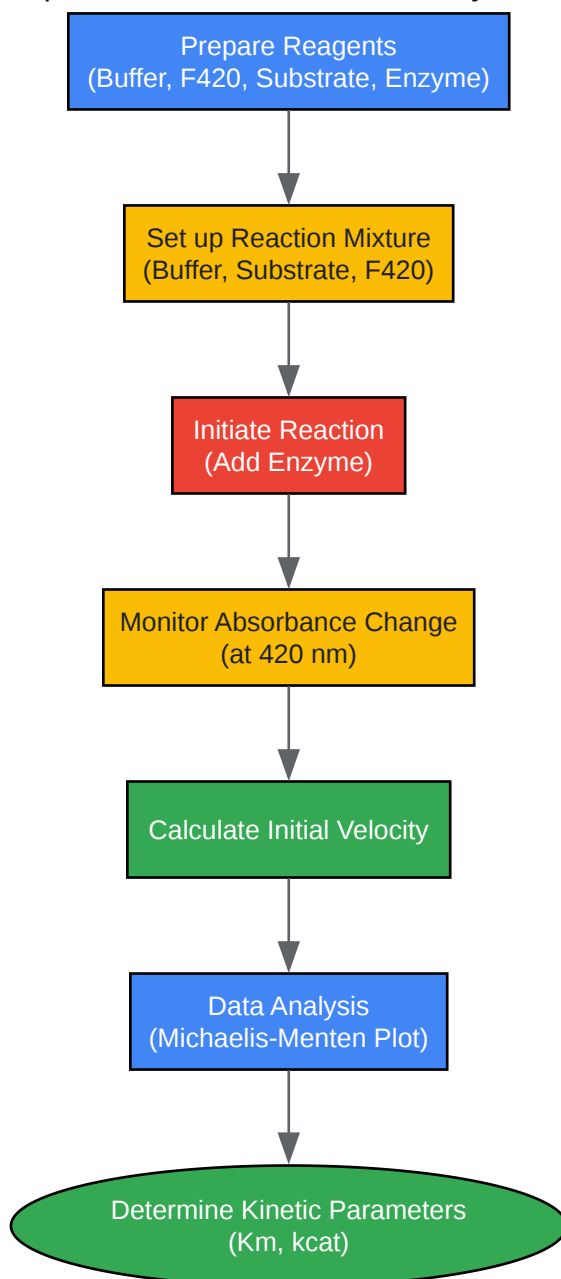 Prepare Reagents
(Buffer, F420, Substrate, Enzyme)
Set up Reaction Mixture
(Buffer, Substrate, F420)
Initiate Reaction
(Add Enzyme)
Monitor Absorbance Change
(at 420 nm)
Calculate Initial Velocity
Data Analysis
(Michaelis-Menten Plot)
Determine Kinetic Parameters
(Km, kcat)